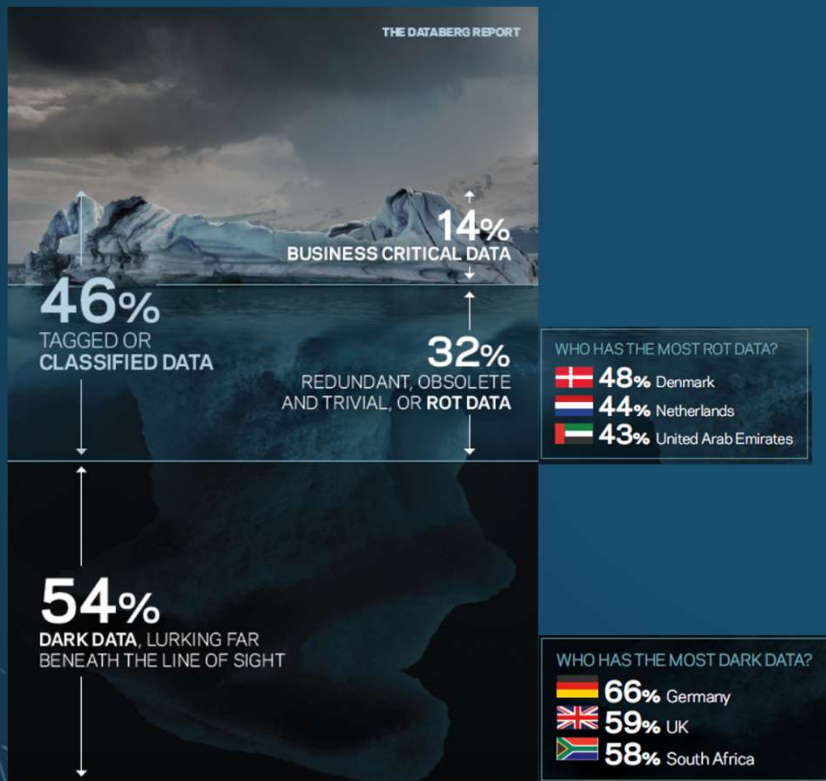 THE DATABERG REPORT
14%
BUSINESS CRITICAL DATA
46%
TAGGED OR
CLASSIFIED DATA
32%
REDUNDANT, OBSOLETE
AND TRIVIAL, OR ROT DATA
WHO HAS THE MOST ROT DATA?
48% Denmark
44% Netherlands
43% United Arab Emirates
54%
DARK DATA, LURKING FAR
BENEATH THE LINE OF SIGHT
WHO HAS THE MOST DARK DATA?
66% Germany
59% UK
58% South Africa